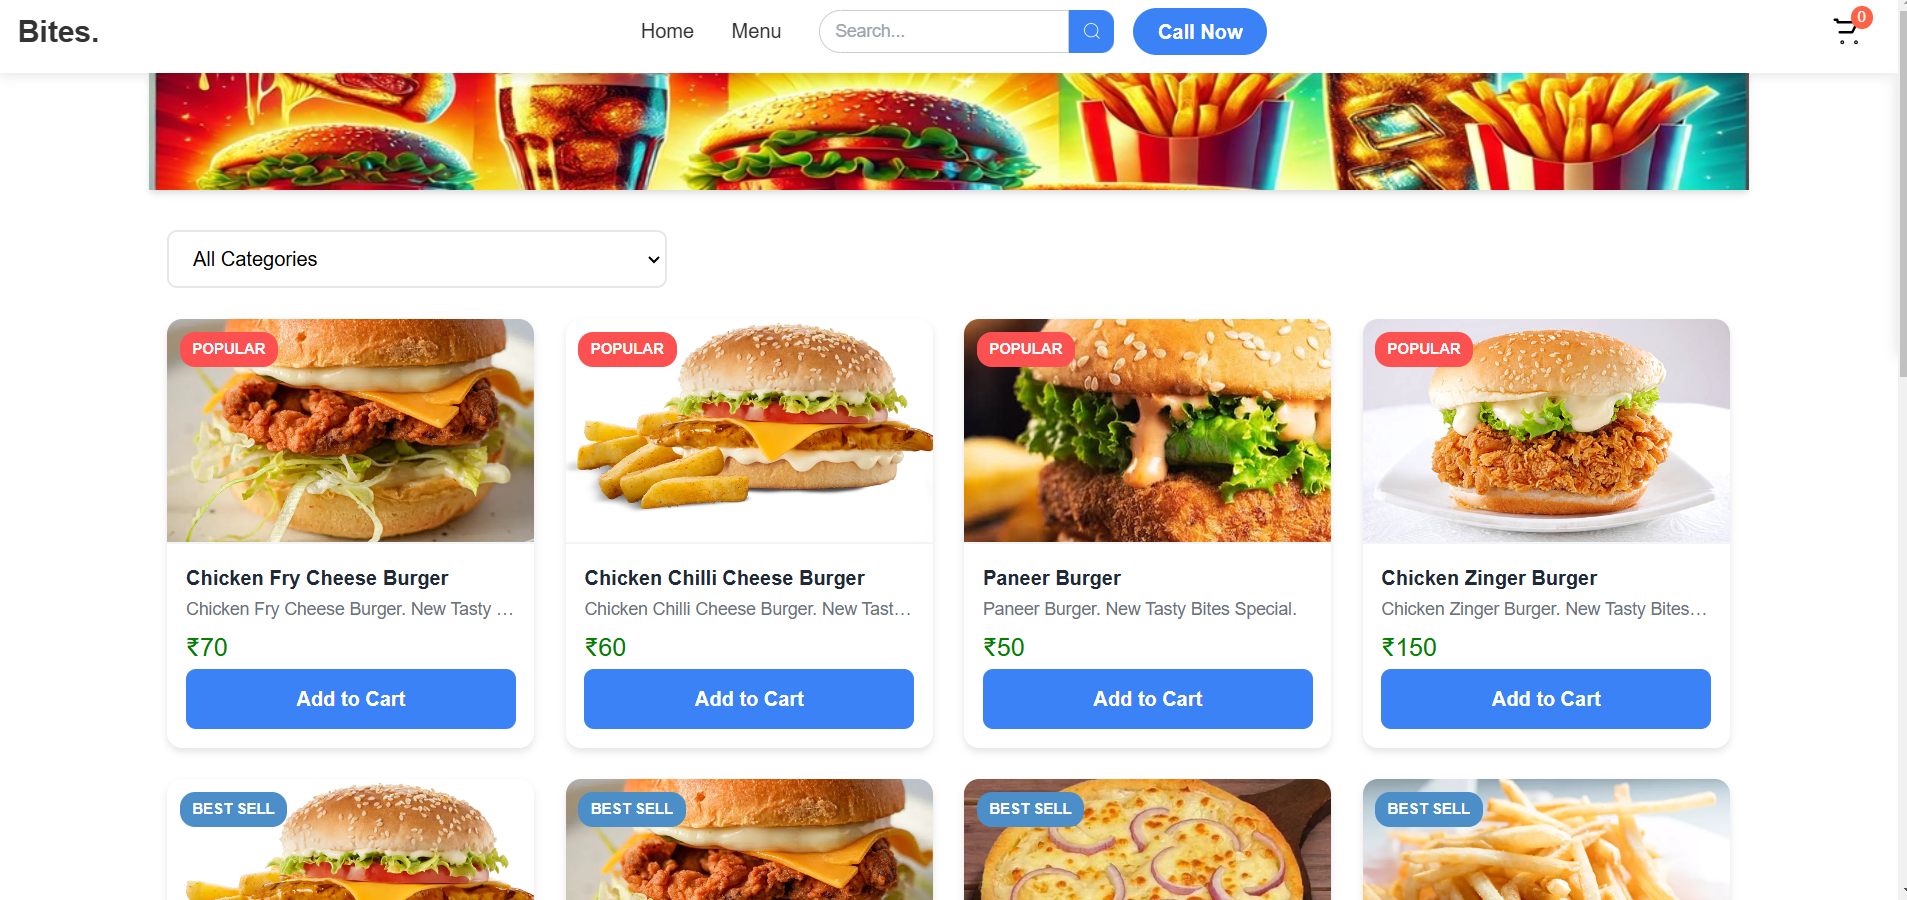 Bites.
Home
Menu
Search...
Call Now
0
All Categories
POPULAR
POPULAR
POPULAR
POPULAR
Chicken Fry Cheese Burger
Chicken Fry Cheese Burger. New Tasty ...
₹70
Add to Cart
Chicken Chilli Cheese Burger
Chicken Chilli Cheese Burger. New Tast...
₹60
Add to Cart
Paneer Burger
Paneer Burger. New Tasty Bites Special.
₹50
Add to Cart
Chicken Zinger Burger
Chicken Zinger Burger. New Tasty Bites...
₹150
Add to Cart
BEST SELL
BEST SELL
BEST SELL
BEST SELL